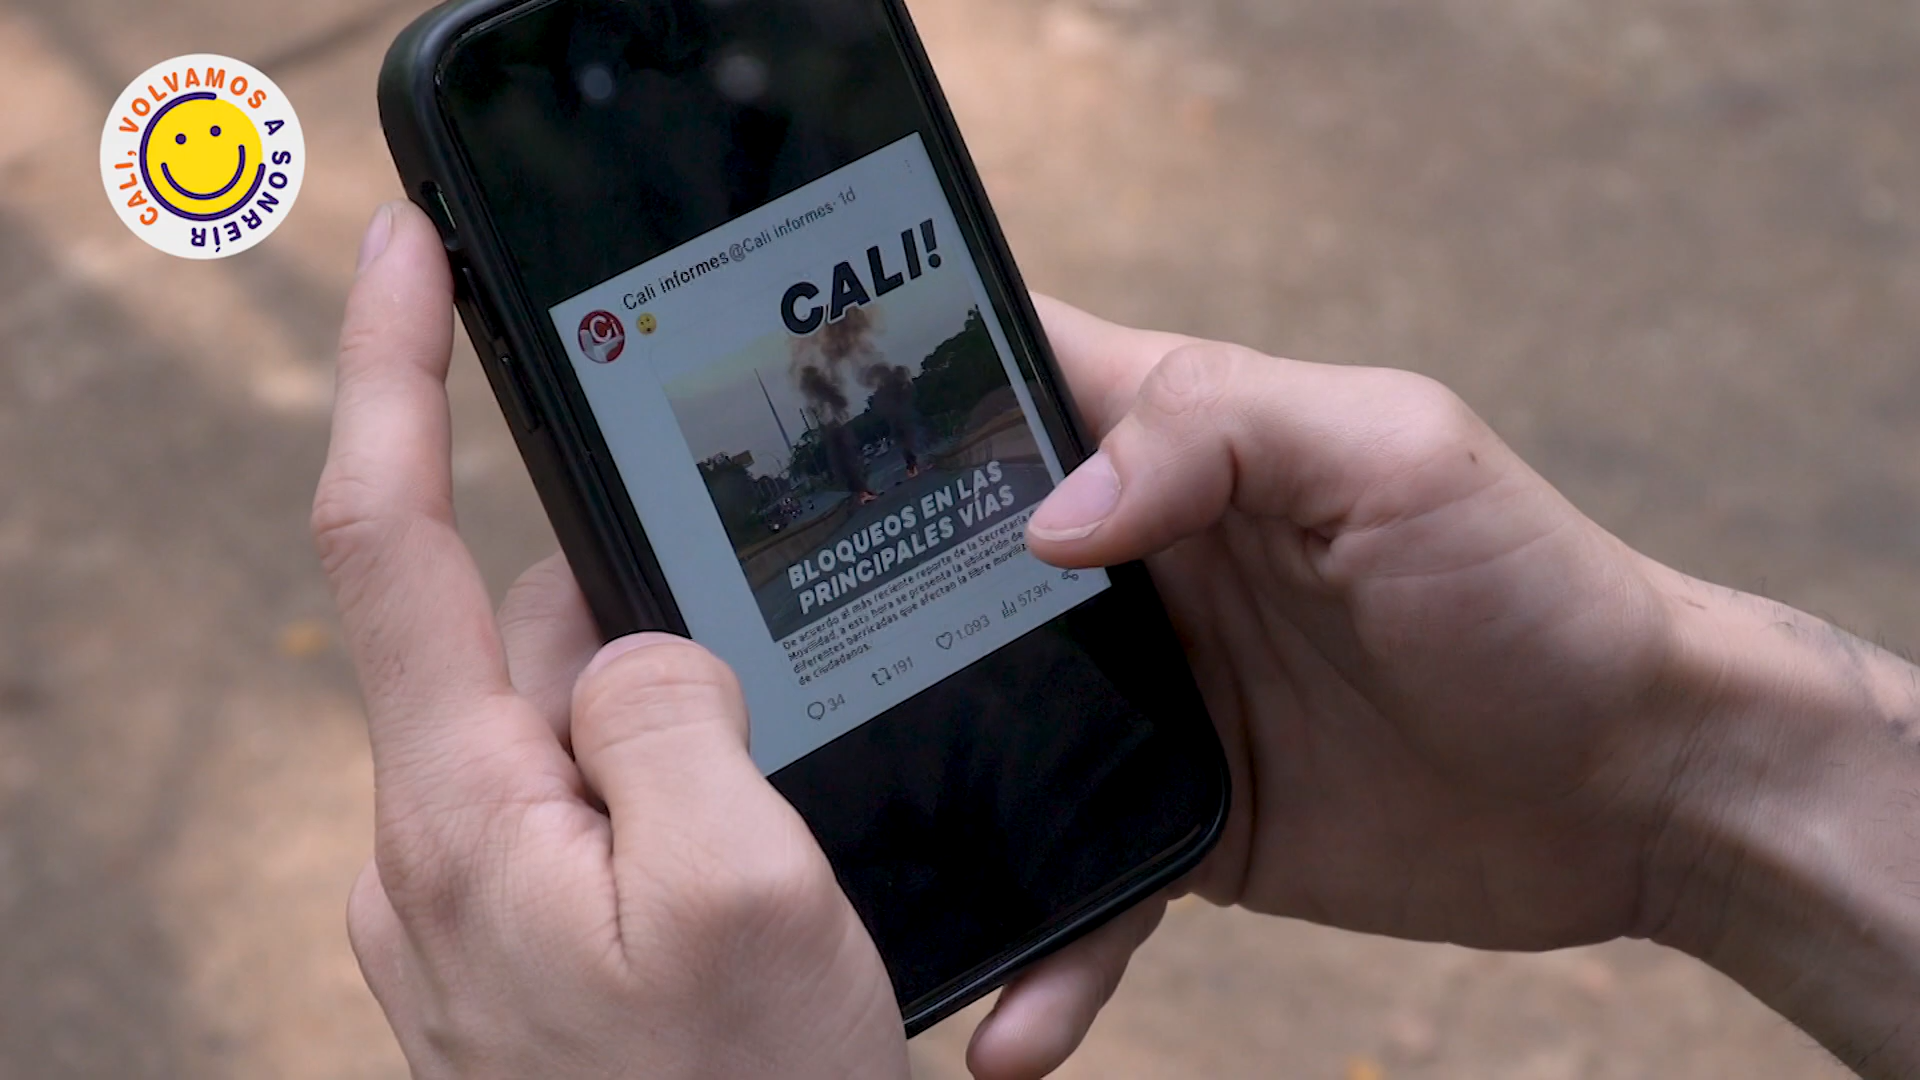 CALI, VOLVAMOS A SONREÍR
Cali informes@Cali informes· 1d
Ci
CALI!
BLOQUEOS EN LAS
PRINCIPALES VÍAS
De acuerdo al más reciente reporte de la Secretaría
Movilidad, a esta hora se presenta la ubicación de
diferentes barricadas que afectan la libre
de ciudadanos.
34 191 1.093 57,9K